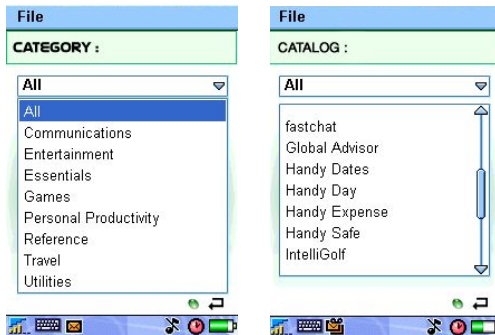 File
CATEGORY :
All
All
Communications
Entertainment
Essentials
Games
Personal Productivity
Reference
Travel
Utilities
File
CATALOG :
All
fastchat
Global Advisor
Handy Dates
Handy Day
Handy Expense
Handy Safe
IntelliGolf